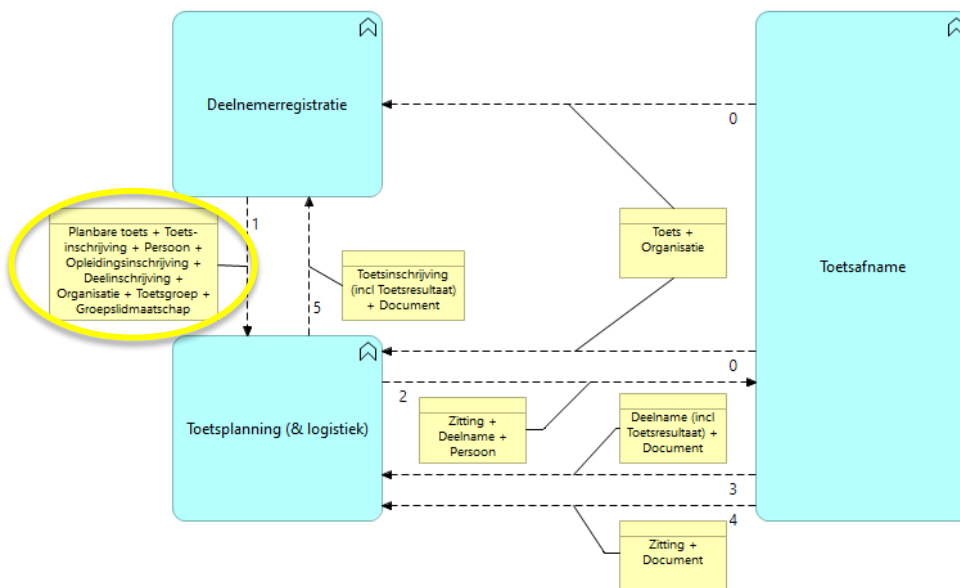 Deelnemerregistratie
0
Planbare toets + Toets-
inschrijving + Persoon +
Opleidingsinschrijving +
Deelinschrijving +
Organisatie + Toetsgroep +
Groepslidmaatschap
1
Toetsinschrijving
(incl Toetsresultaat)
+ Document
5
Toets +
Organisatie
Toetsafname
0
Toetsplanning (& logistiek)
2
Zitting +
Deelname +
Persoon
Deelname (incl
Toetsresultaat) +
Document
3
4
Zitting +
Document